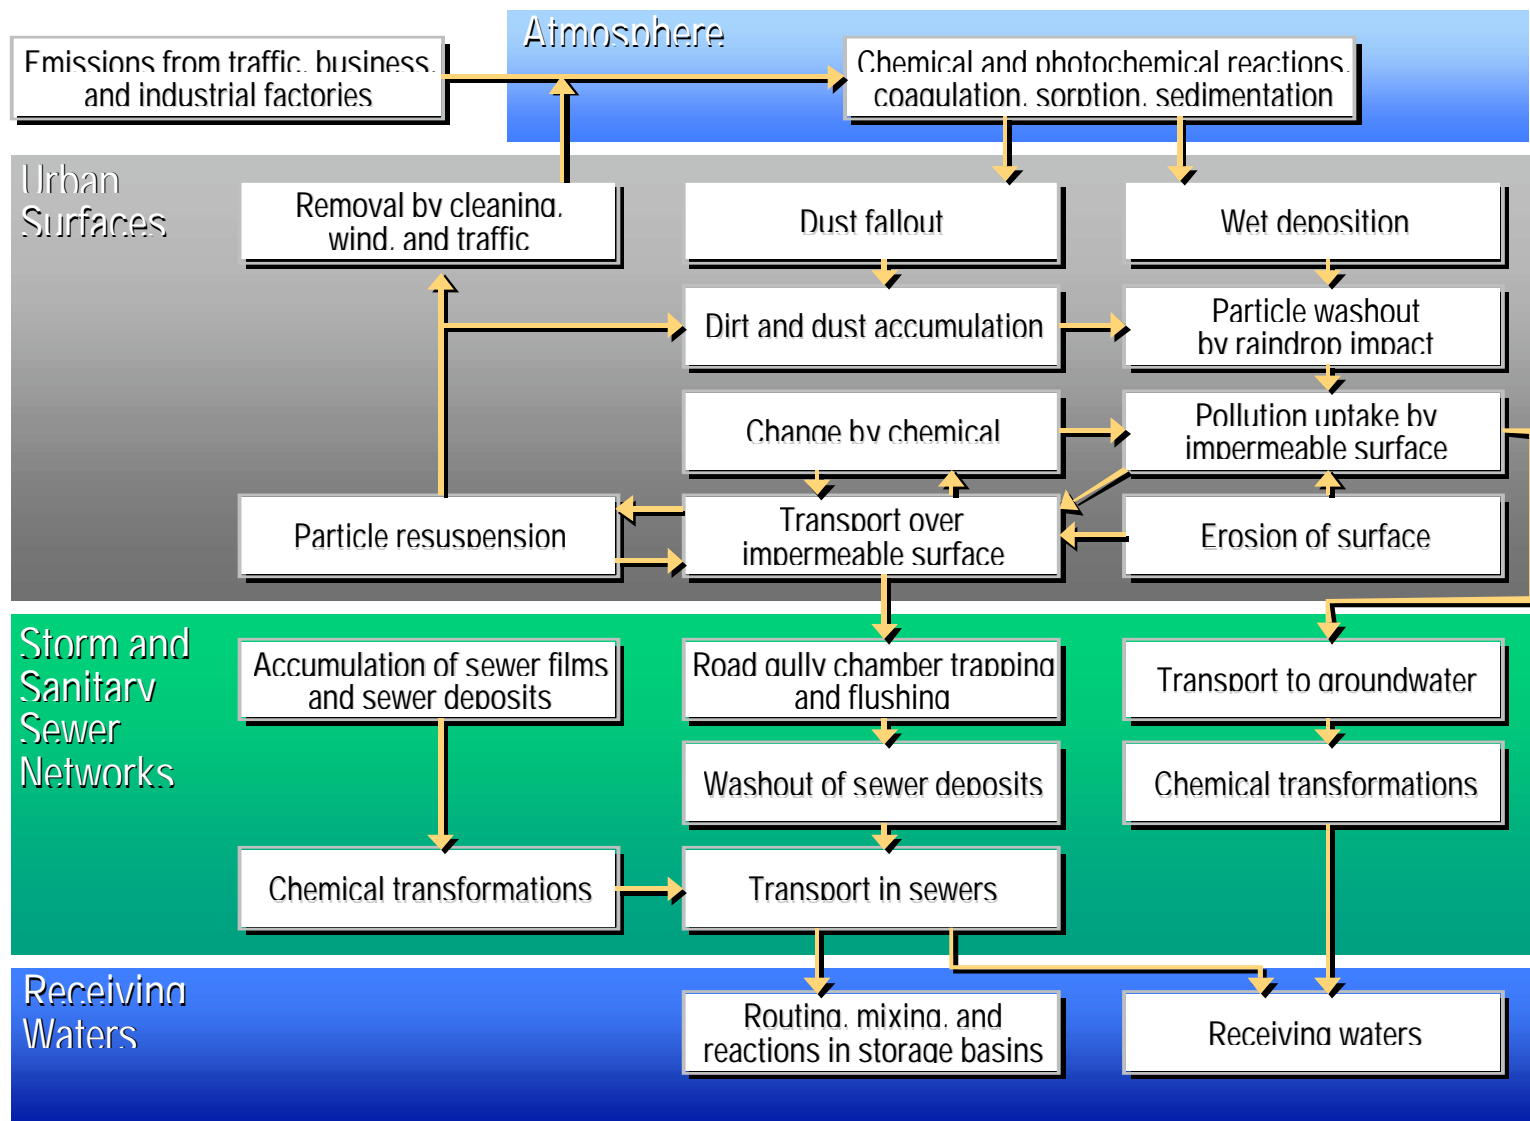 Atmosphere
Emissions from traffic, business,
and industrial factories
Chemical and photochemical reactions,
coagulation, sorption, sedimentation
Urban
Surfaces
Removal by cleaning,
wind, and traffic
Dust fallout
Wet deposition
Dirt and dust accumulation
Particle washout
by raindrop impact
Change by chemical
Pollution uptake by
impermeable surface
Particle resuspension
Transport over
impermeable surface
Erosion of surface
Storm and
Sanitary
Sewer
Networks
Accumulation of sewer films
and sewer deposits
Road gully chamber trapping
and flushing
Transport to groundwater
Washout of sewer deposits
Chemical transformations
Chemical transformations
Transport in sewers
Receiving
Waters
Routing, mixing, and
reactions in storage basins
Receiving waters